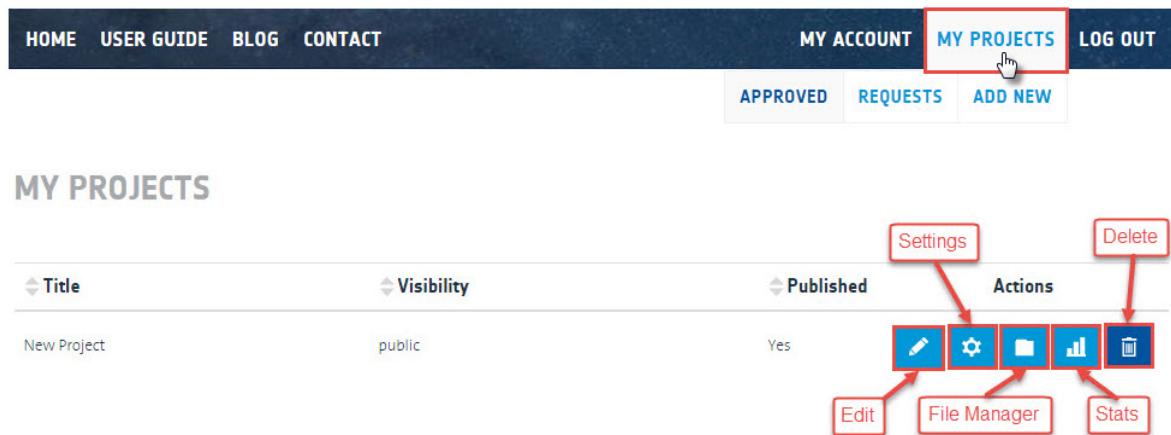 HOME USER GUIDE BLOG CONTACT MY ACCOUNT MY PROJECTS LOG OUT
APPROVED REQUESTS ADD NEW
MY PROJECTS
Settings Delete
Title Visibility Published Actions
New Project public Yes
Edit File Manager Stats